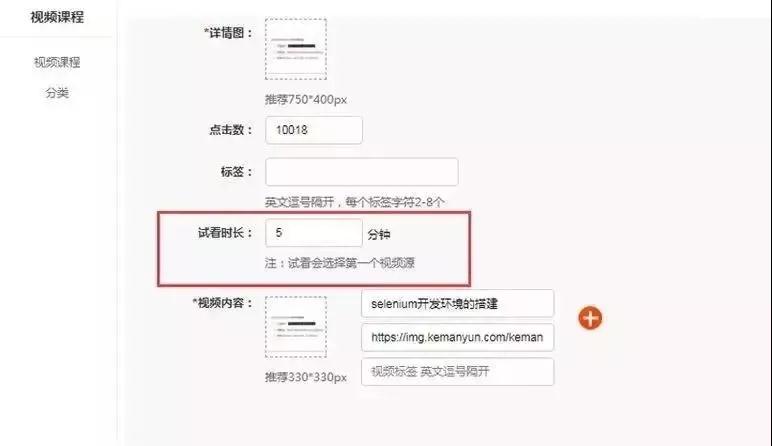 视频课程
视频课程
分类
*详情图：
推荐750*400px
点击数：
10018
标签：
英文逗号隔开，每个标签字符2-8个
试看时长：
5
分钟
注：试看会选择第一个视频源
*视频内容：
selenium开发环境的搭建
https://img.kemanyun.com/keman
视频标签 英文逗号隔开
推荐330*330px